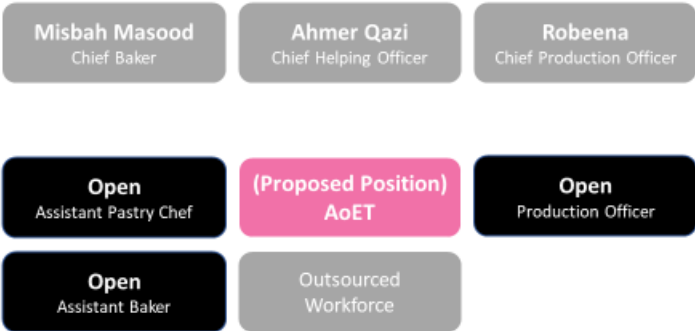 Misbah Masood
Chief Baker
Ahmer Qazi
Chief Helping Officer
Robeena
Chief Production Officer
Open
Assistant Pastry Chef
(Proposed Position)
AoET
Open
Production Officer
Open
Assistant Baker
Outsourced
Workforce